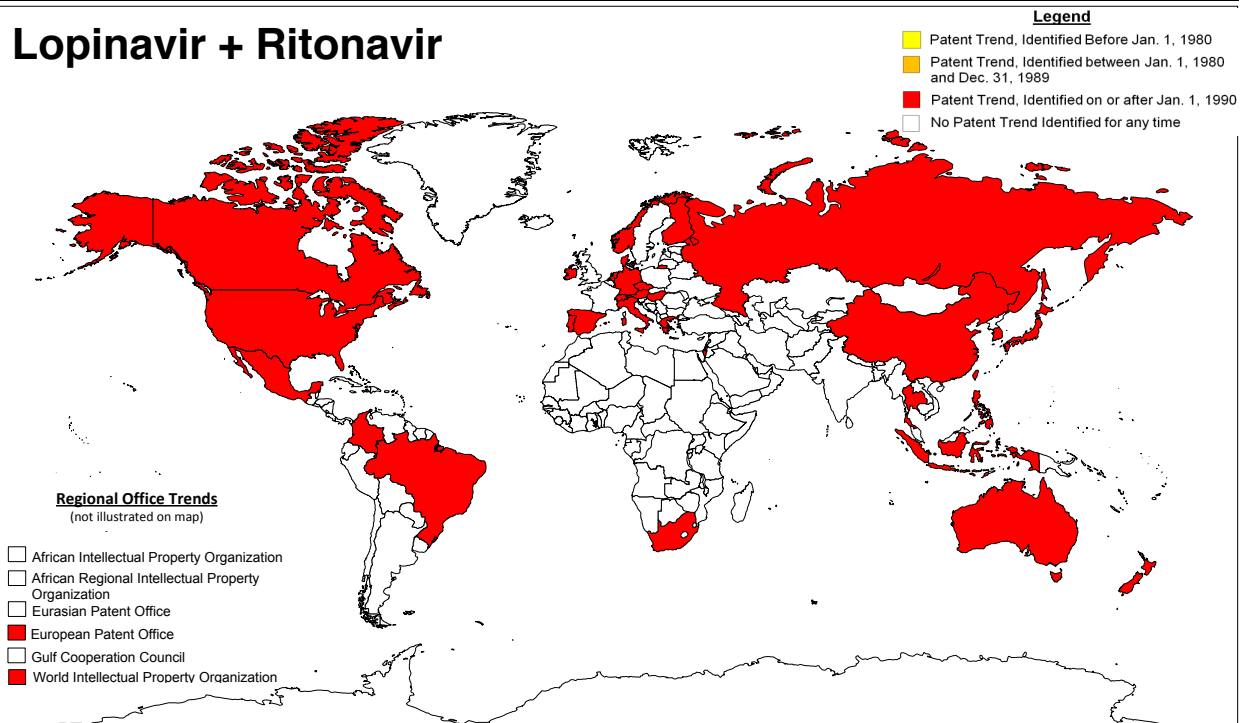 Lopinavir + Ritonavir
Legend
Patent Trend, Identified Before Jan. 1, 1980
Patent Trend, Identified between Jan. 1, 1980
and Dec. 31, 1989
Patent Trend, Identified on or after Jan. 1, 1990
No Patent Trend Identified for any time
Regional Office Trends
(not illustrated on map)
African Intellectual Property Organization
African Regional Intellectual Property
Organization
Eurasian Patent Office
European Patent Office
Gulf Cooperation Council
World Intellectual Property Organization